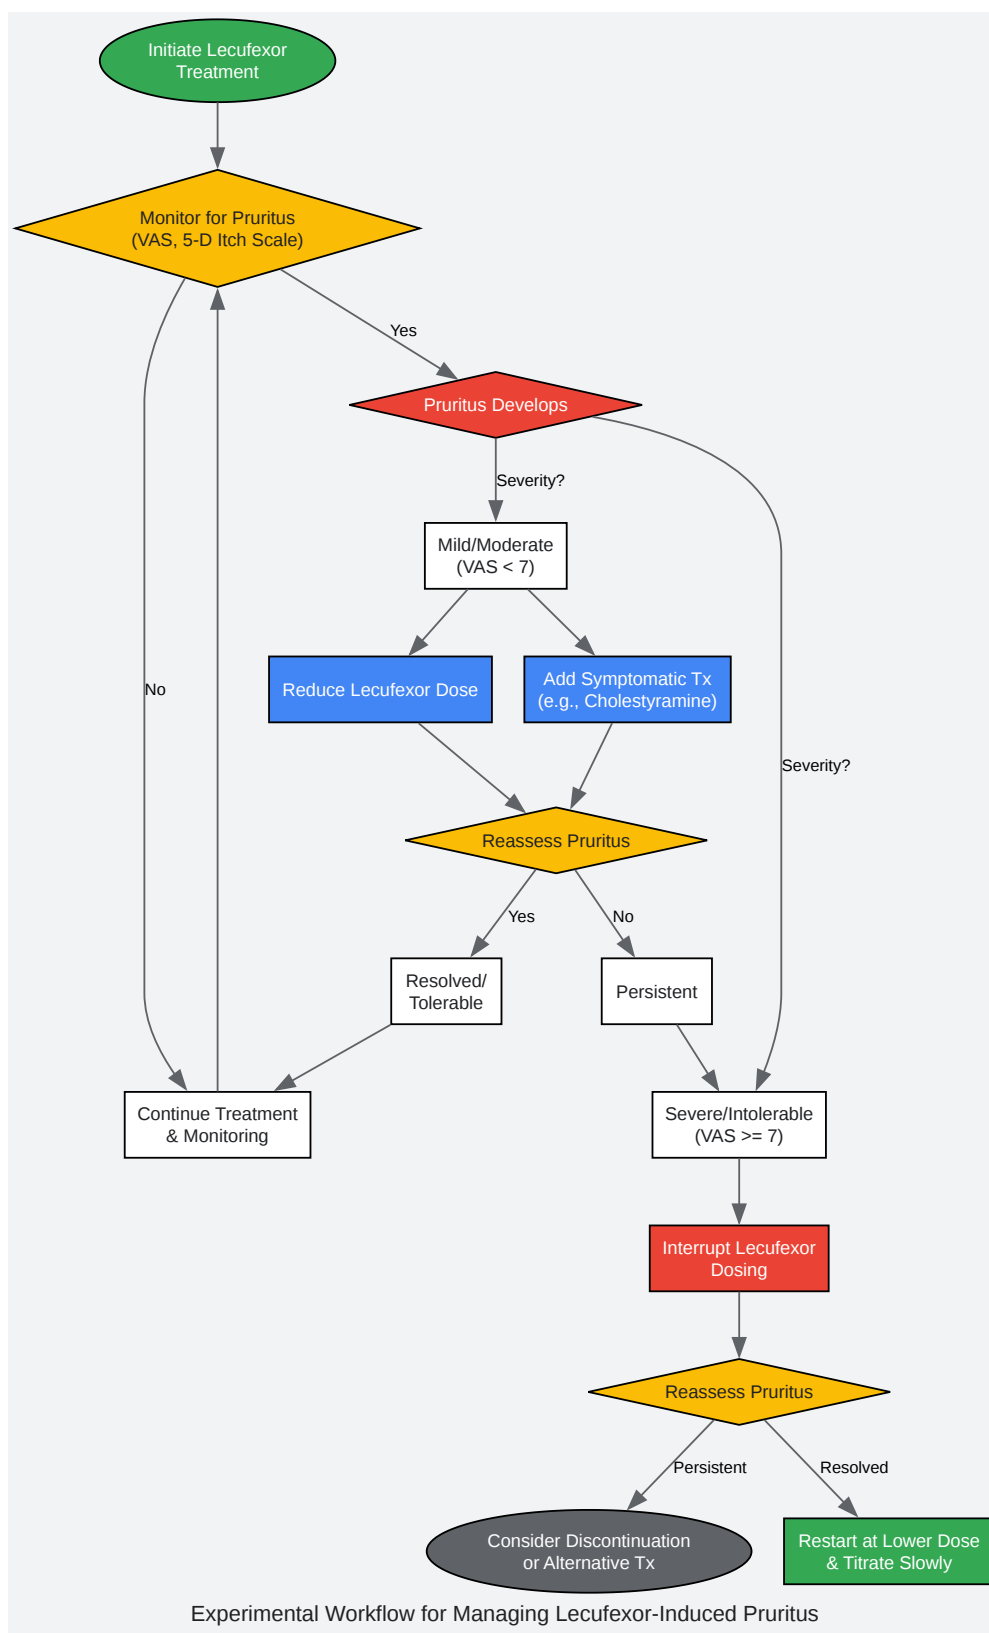 Initiate Lecufexor
Treatment
Monitor for Pruritus
(VAS, 5-D Itch Scale)
Yes
Pruritus Develops
Severity?
Mild/Moderate
(VAS < 7)
Reduce Lecufexor Dose
Add Symptomatic Tx
(e.g., Cholestyramine)
No
Severity?
Reassess Pruritus
Yes
No
Resolved/
Tolerable
Persistent
Continue Treatment
& Monitoring
Severe/Intolerable
(VAS >= 7)
Interrupt Lecufexor
Dosing
Reassess Pruritus
Persistent
Resolved
Consider Discontinuation
or Alternative Tx
Restart at Lower Dose
& Titrate Slowly
Experimental Workflow for Managing Lecufexor-Induced Pruritus